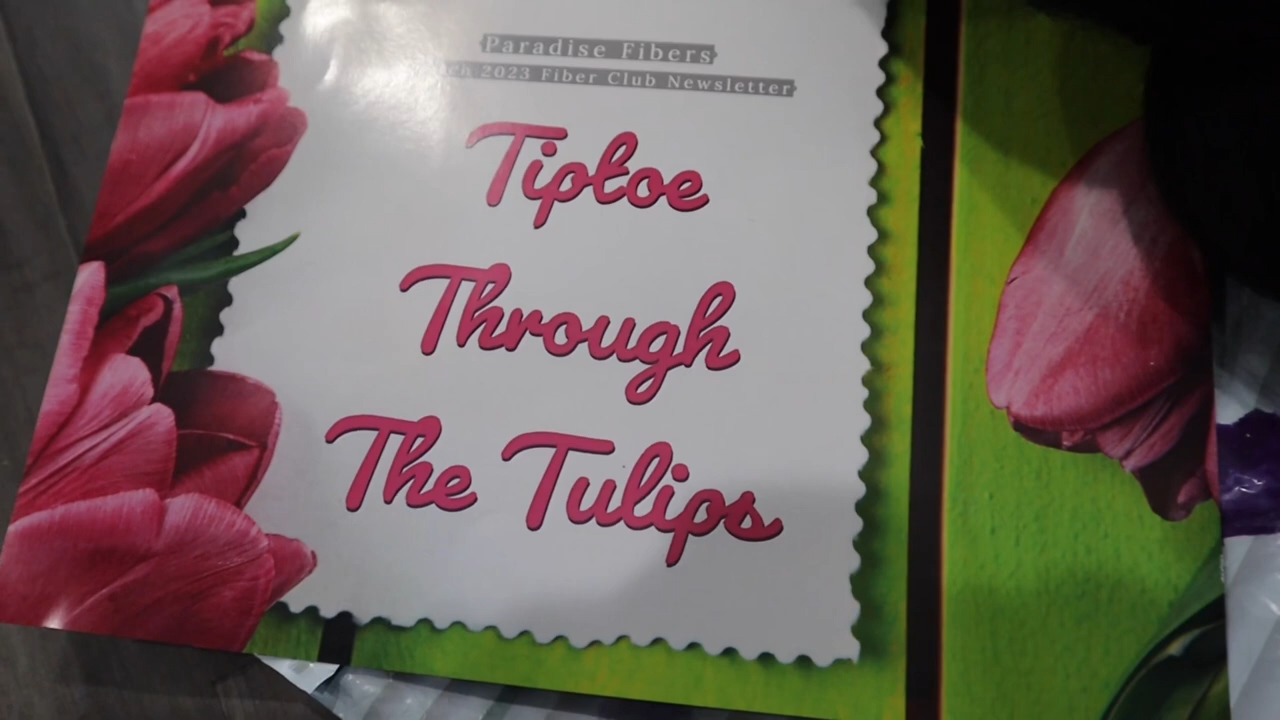 Paradise Fibers
2023 Fiber Club Newsletter
Tiptoe
Through
The Tulips